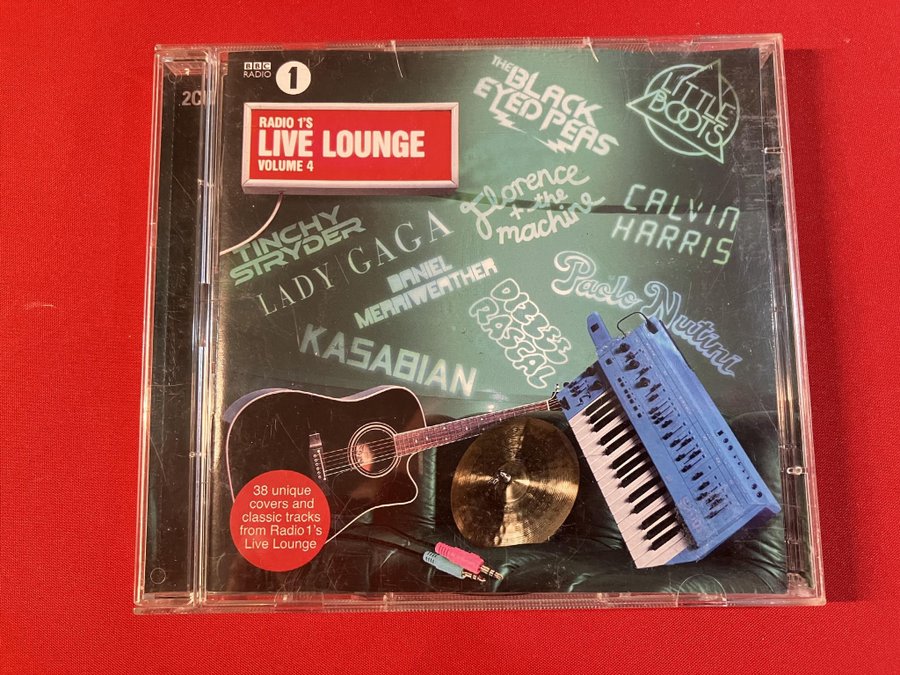 2C
BBC
RADIO
1
RADIO 1'S
LIVE LOUNGE
VOLUME 4
THE BLACK
EYED PEAS
LITTLE
BOOTS
florence
+ the
machine
CALVIN
HARRIS
TINCHY
STRYDER
LADY GAGA
DANIEL
MERRIWEATHER
DIZZEE
RASCAL
Paolo Nutini
KASABIAN
38 unique
covers and
classic tracks
from Radio 1's
Live Lounge